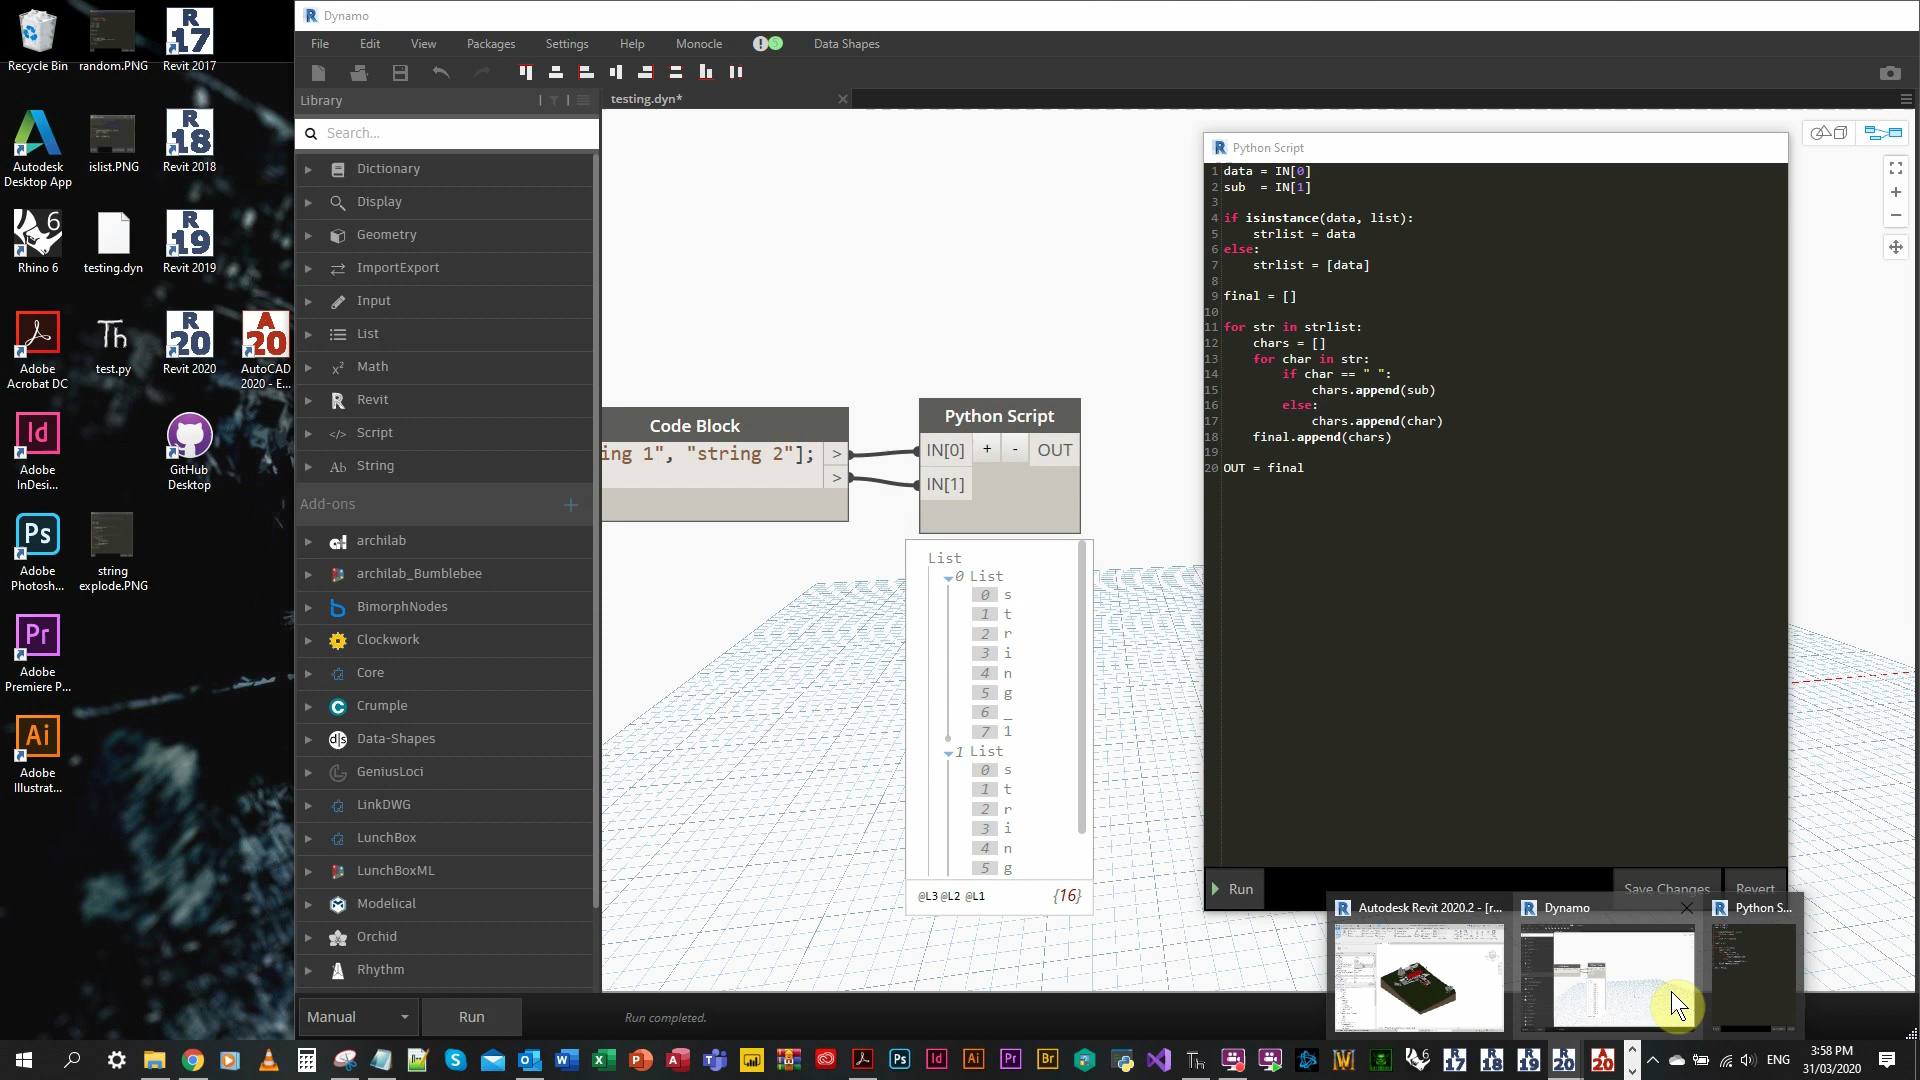 Recycle Bin
random.PNG
Revit 2017
Autodesk
Desktop App
islist.PNG
Revit 2018
Rhino 6
testing.dyn
Revit 2019
Adobe
Acrobat DC
test.py
Revit 2020
AutoCAD
2020 - E...
Adobe
InDesi...
GitHub
Desktop
Adobe
Photosh...
string
explode.PNG
Adobe
Premiere P...
Adobe
Illustrat...
Dynamo
File Edit View Packages Settings Help Monocle Data Shapes
Library
testing.dyn*
Search...
Dictionary
Display
Geometry
ImportExport
Input
List
Math
Revit
Script
String
Add-ons
archilab
archilab_Bumblebee
BimorphNodes
Clockwork
Core
Crumple
Data-Shapes
GeniusLoci
LinkDWG
LunchBox
LunchBoxML
Modelical
Orchid
Rhythm
Manual
Run
Run completed.
Code Block
ing 1", "string 2"]; >
>
Python Script
IN[0] + - OUT
IN[1]
List
0 List
0 s
1 t
2 r
3 i
4 n
5 g
6 _
7 1
1 List
0 s
1 t
2 r
3 i
4 n
5 g
@L3 @L2 @L1 {16}
Python Script
1 data = IN[0]
2 sub  = IN[1]
3
4 if isinstance(data, list):
5     strlist = data
6 else:
7     strlist = [data]
8
9 final = []
10
11 for str in strlist:
12     chars = []
13     for char in str:
14         if char == " ":
15             chars.append(sub)
16         else:
17             chars.append(char)
18     final.append(chars)
19
20 OUT = final
Run
Save Changes
Revert
Autodesk Revit 2020.2 - [r...
Dynamo
Python S...
ENG
3:58 PM
31/03/2020